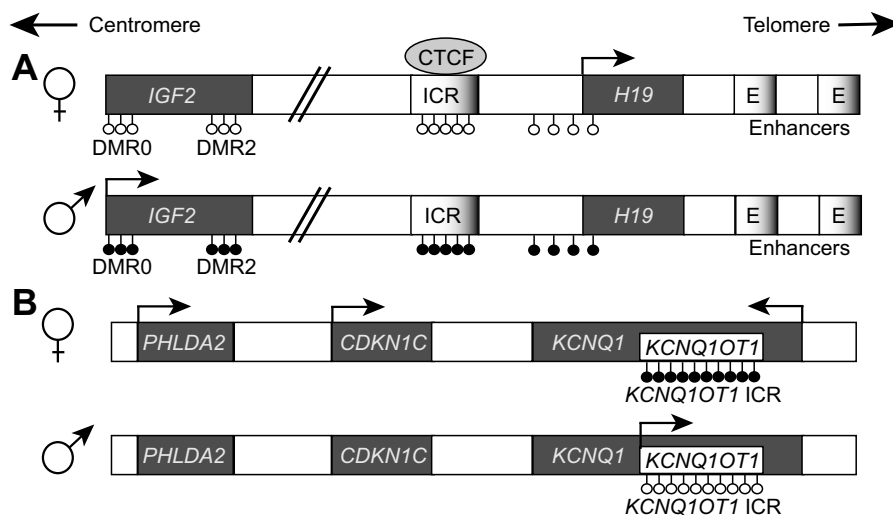 Centromere Telomere
A CTCF
IGF2 ICR H19 E E
DMR0 DMR2 Enhancers
IGF2 ICR H19 E E
DMR0 DMR2 Enhancers
B
PHLDA2 CDKN1C KCNQ1 KCNQ1OT1
KCNQ1OT1 ICR
PHLDA2 CDKN1C KCNQ1 KCNQ1OT1
KCNQ1OT1 ICR